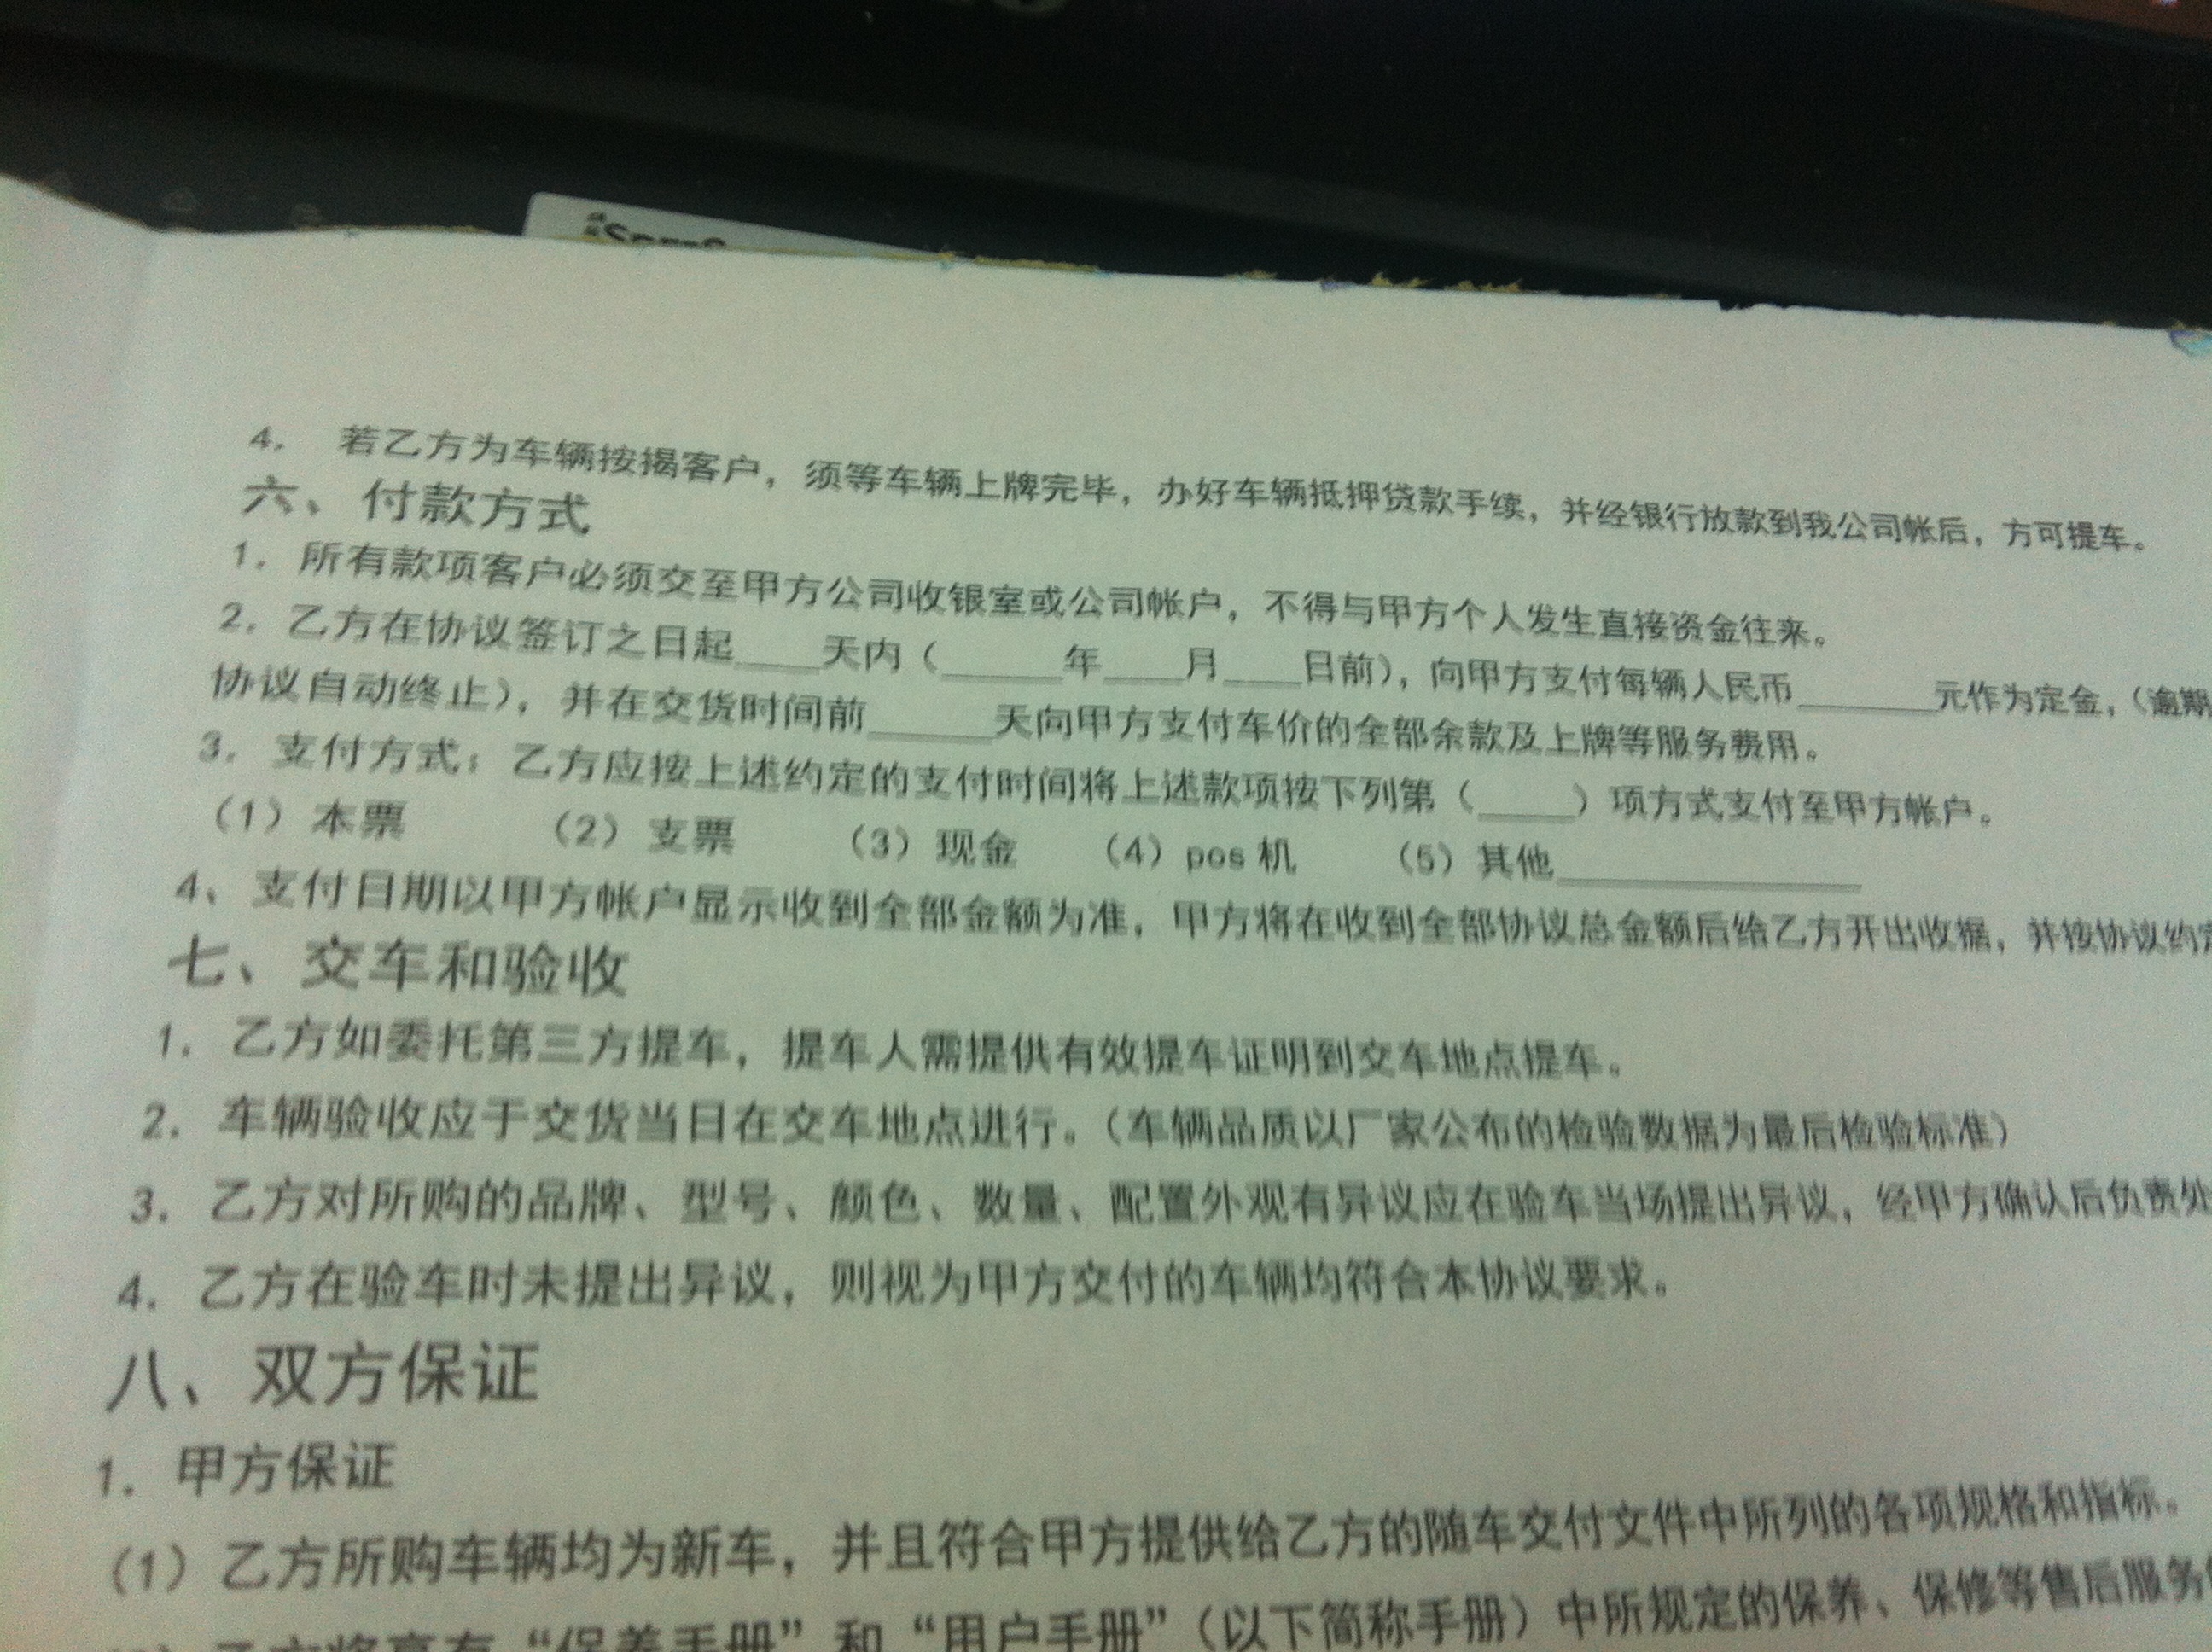 4. 若乙方为车辆按揭客户，须等车辆上牌完毕，办好车辆抵押贷款手续，并经银行放款到我公司帐后，方可提车。
六、付款方式
1. 所有款项客户必须交至甲方公司收银室或公司帐户，不得与甲方个人发生直接资金往来。
2. 乙方在协议签订之日起____天内（______年____月____日前），向甲方支付每辆人民币_______元作为定金，（逾期
协议自动终止），并在交货时间前______天向甲方支付车价的全部余款及上牌等服务费用。
3. 支付方式：乙方应按上述约定的支付时间将上述款项按下列第（_____）项方式支付至甲方帐户。
（1）本票 （2）支票 （3）现金 （4）pos 机 （5）其他________________
4、支付日期以甲方帐户显示收到全部金额为准，甲方将在收到全部协议总金额后给乙方开出收据，并按协议约定
七、交车和验收
1. 乙方如委托第三方提车，提车人需提供有效提车证明到交车地点提车。
2. 车辆验收应于交货当日在交车地点进行。（车辆品质以厂家公布的检验数据为最后检验标准）
3. 乙方对所购的品牌、型号、颜色、数量、配置外观有异议应在验车当场提出异议，经甲方确认后负责处
4. 乙方在验车时未提出异议，则视为甲方交付的车辆均符合本协议要求。
八、双方保证
1. 甲方保证
（1）乙方所购车辆均为新车，并且符合甲方提供给乙方的随车交付文件中所列的各项规格和指标。
乙方将享有“保养手册”和“用户手册”（以下简称手册）中所规定的保养、保修等售后服务